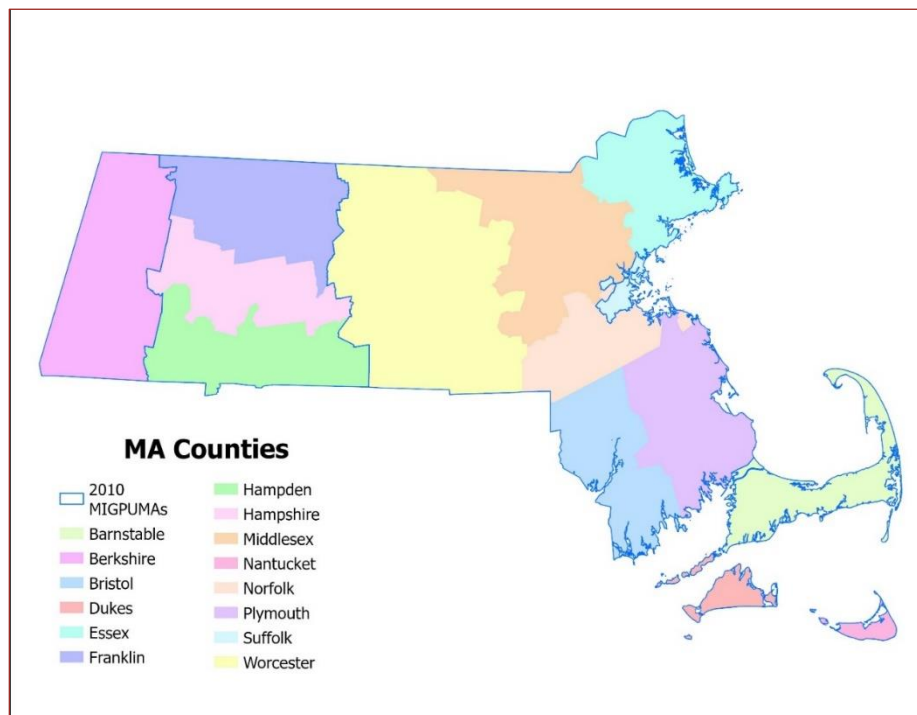 MA Counties
2010
MIGPUMAs
Barnstable
Berkshire
Bristol
Dukes
Essex
Franklin
Hampden
Hampshire
Middlesex
Nantucket
Norfolk
Plymouth
Suffolk
Worcester